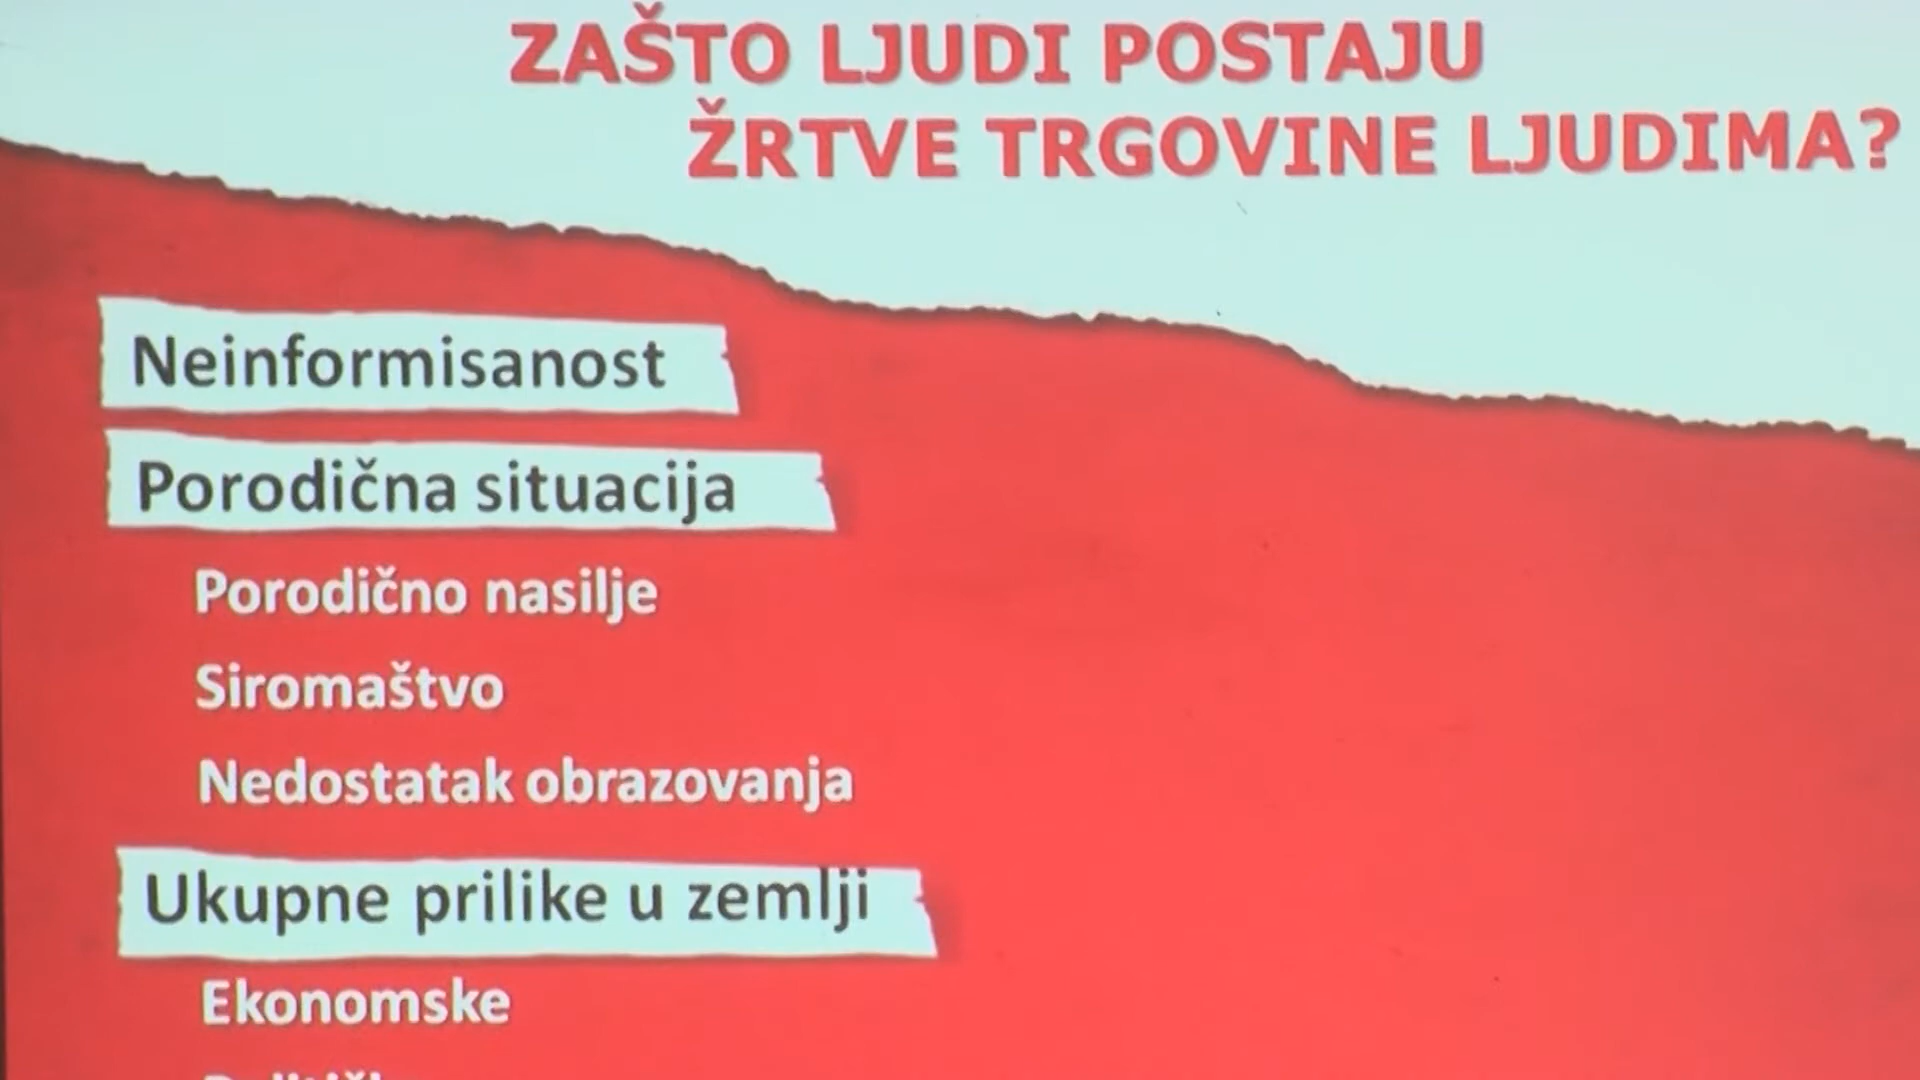 ZAŠTO LJUDI POSTAJU
ŽRTVE TRGOVINE LJUDIMA?
Neinformisanost
Porodična situacija
Porodično nasilje
Siromaštvo
Nedostatak obrazovanja
Ukupne prilike u zemlji
Ekonomske